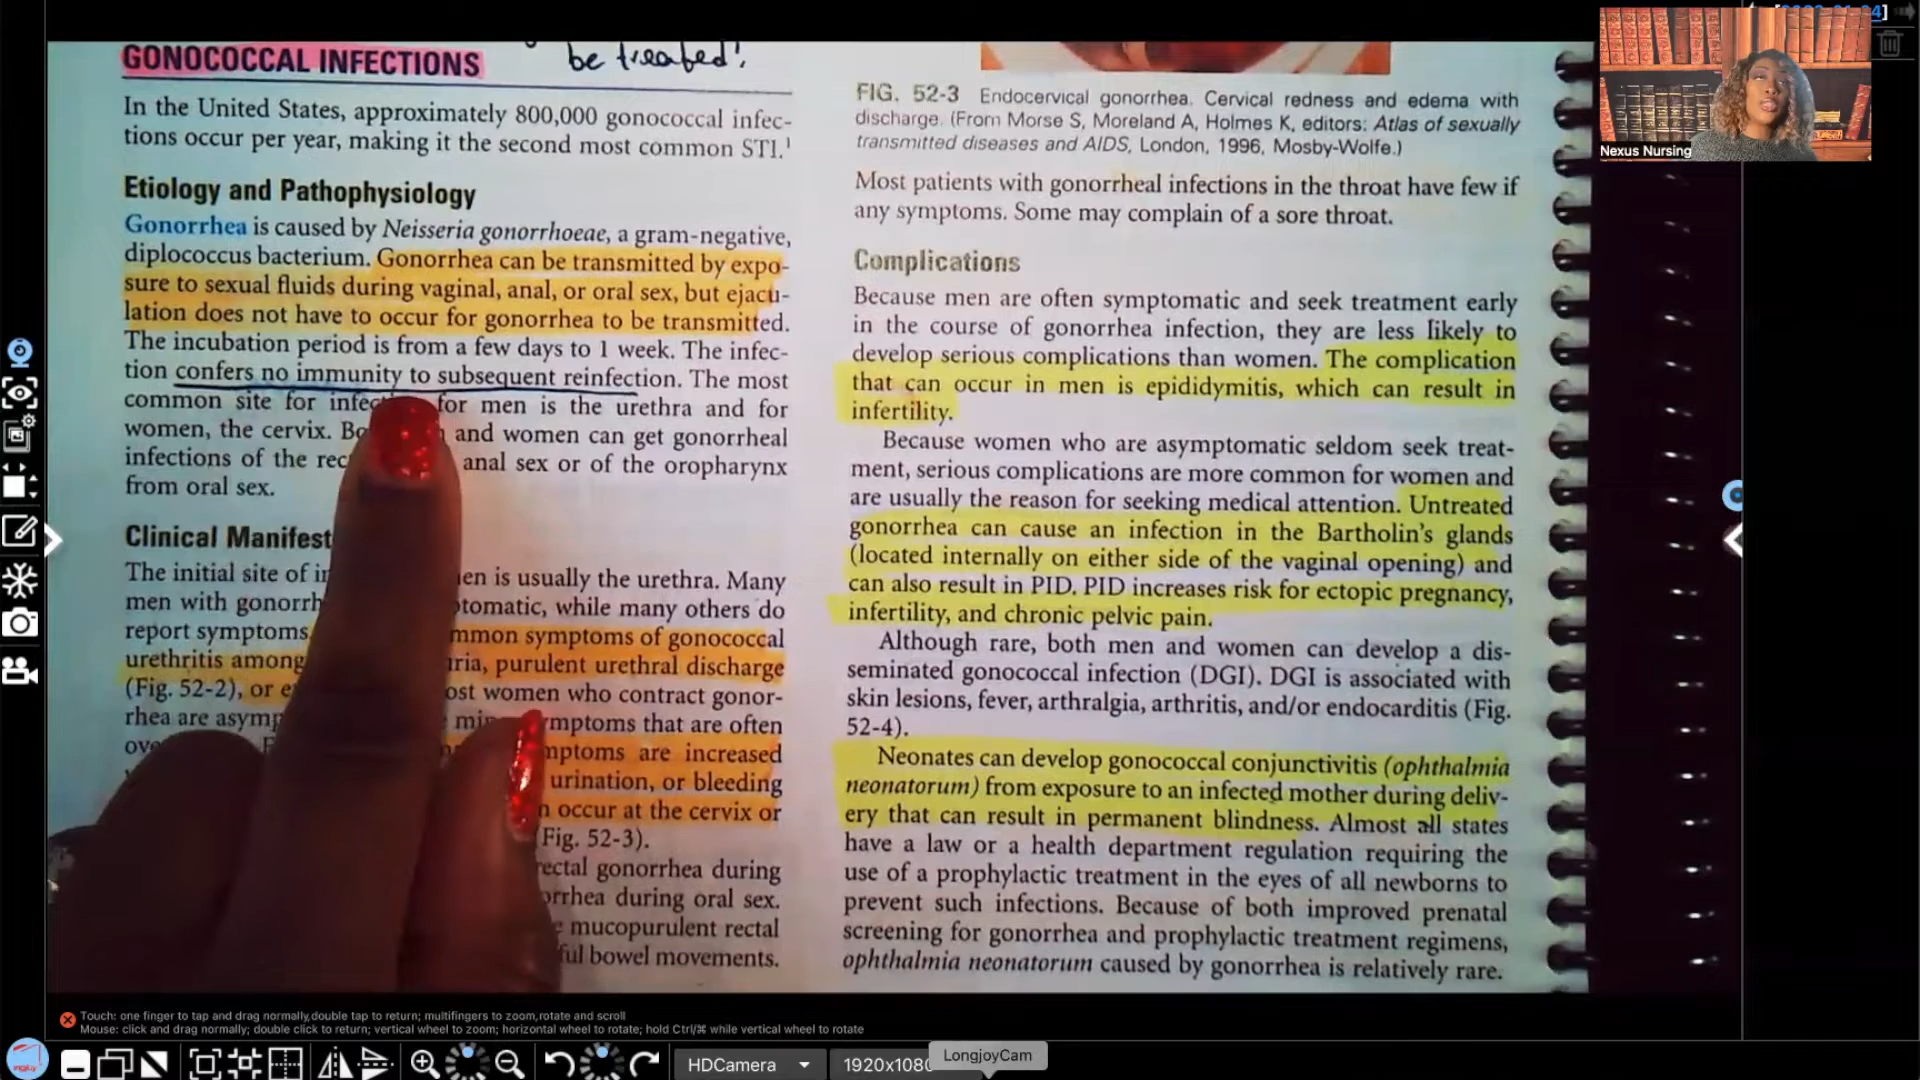 GONOCOCCAL INFECTIONS
be treated!
In the United States, approximately 800,000 gonococcal infec-
tions occur per year, making it the second most common STI.¹
Etiology and Pathophysiology
Gonorrhea is caused by Neisseria gonorrhoeae, a gram-negative,
diplococcus bacterium. Gonorrhea can be transmitted by expo-
sure to sexual fluids during vaginal, anal, or oral sex, but ejacu-
lation does not have to occur for gonorrhea to be transmitted.
The incubation period is from a few days to 1 week. The infec-
tion confers no immunity to subsequent reinfection. The most
common site for infec for men is the urethra and for
women, the cervix. and women can get gonorrheal
infections of the rec anal sex or of the oropharynx
from oral sex.
Clinical Manifest
The initial site of in en is usually the urethra. Many
men with gonorrh ptomatic, while many others do
report symptoms. mmon symptoms of gonococcal
urethritis among uria, purulent urethral discharge
(Fig. 52-2), or e ost women who contract gonor-
rhea are asymp min ymptoms that are often
ove mptoms are increased
urination, or bleeding
n occur at the cervix or
(Fig. 52-3).
rectal gonorrhea during
orrhea during oral sex.
mucopurulent rectal
ful bowel movements.
FIG. 52-3 Endocervical gonorrhea. Cervical redness and edema with
discharge. (From Morse S, Moreland A, Holmes K, editors: Atlas of sexually
transmitted diseases and AIDS, London, 1996, Mosby-Wolfe.)
Most patients with gonorrheal infections in the throat have few if
any symptoms. Some may complain of a sore throat.
Complications
Because men are often symptomatic and seek treatment early
in the course of gonorrhea infection, they are less likely to
develop serious complications than women. The complication
that can occur in men is epididymitis, which can result in
infertility.
Because women who are asymptomatic seldom seek treat-
ment, serious complications are more common for women and
are usually the reason for seeking medical attention. Untreated
gonorrhea can cause an infection in the Bartholin's glands
(located internally on either side of the vaginal opening) and
can also result in PID. PID increases risk for ectopic pregnancy,
infertility, and chronic pelvic pain.
Although rare, both men and women can develop a dis-
seminated gonococcal infection (DGI). DGI is associated with
skin lesions, fever, arthralgia, arthritis, and/or endocarditis (Fig.
52-4).
Neonates can develop gonococcal conjunctivitis (ophthalmia
neonatorum) from exposure to an infected mother during deliv-
ery that can result in permanent blindness. Almost all states
have a law or a health department regulation requiring the
use of a prophylactic treatment in the eyes of all newborns to
prevent such infections. Because of both improved prenatal
screening for gonorrhea and prophylactic treatment regimens,
ophthalmia neonatorum caused by gonorrhea is relatively rare.
Nexus Nursing
Touch: one finger to tap and drag normally,double tap to return; multifingers to zoom,rotate and scroll
Mouse: click and drag normally; double click to return; vertical wheel to zoom; horizontal wheel to rotate; hold Ctrl/⌘ while vertical wheel to rotate
HDCamera
1920x1080
LongjoyCam